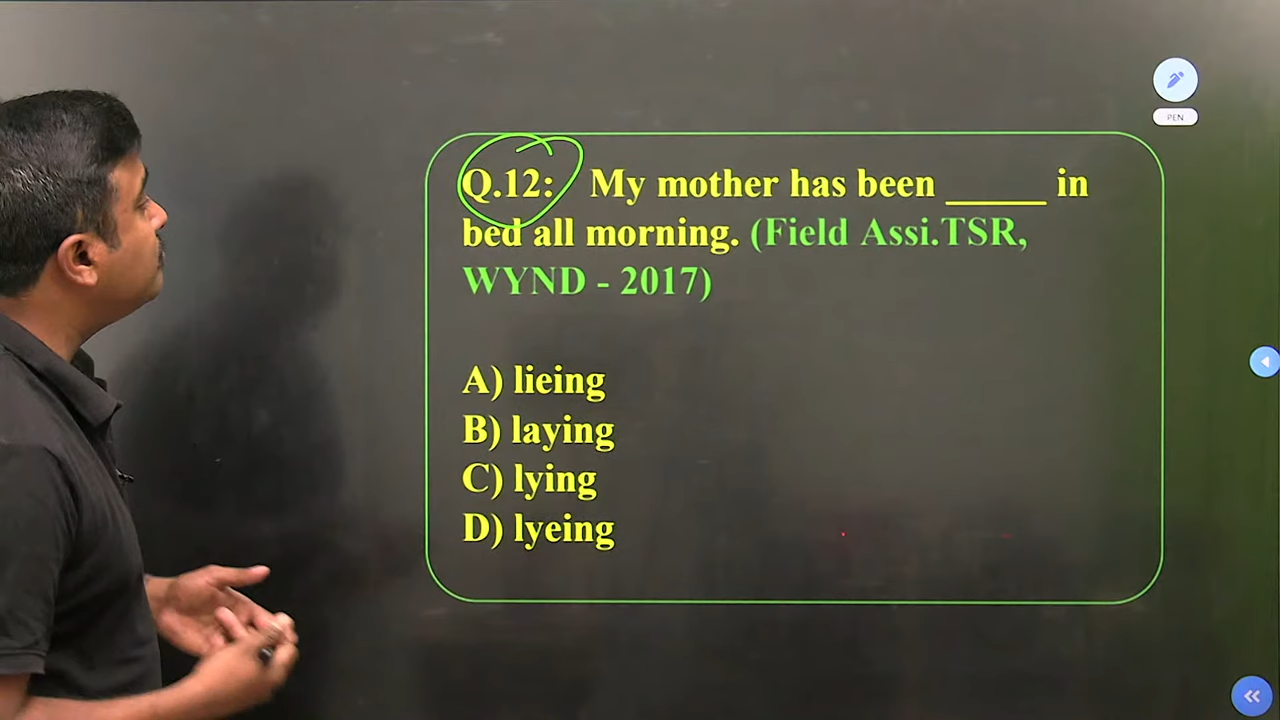 PEN
Q.12: My mother has been _____ in
bed all morning. (Field Assi.TSR,
WYND - 2017)
A) lieing
B) laying
C) lying
D) lyeing